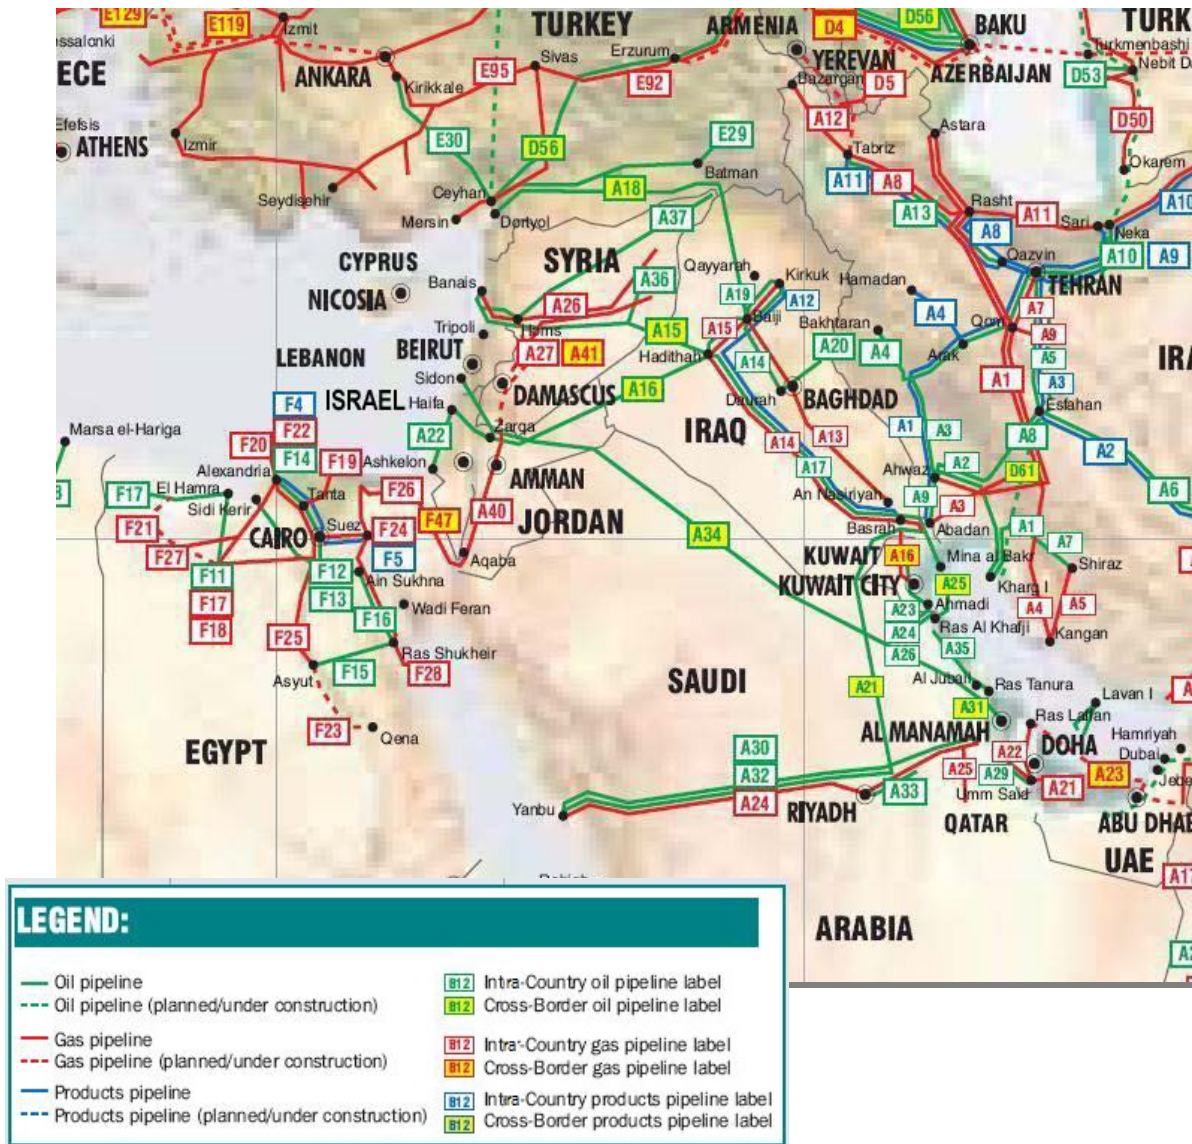 E129
E119
Izmit
TURKEY
ARMENIA
D4
D56
BAKU
TURK
essalonki
Sivas
Erzurum
YEREVAN
Turkmenbashi
ECE
ANKARA
E95
E92
Bazargan
D5
AZERBAIJAN
D53
Nebit D
Kirikkale
A12
D50
Efefsis
ATHENS
Izmir
E30
D56
E29
Tabriz
Astara
Okarem
Batman
A11
A8
Seydisehir
Ceyhan
A18
A13
Rasht
A11
Sari
A10
Mersin
Dortyol
A37
A8
Neka
Qazvin
A10
A9
CYPRUS
SYRIA
Qayyarah
Kirkuk
Hamadan
TEHRAN
NICOSIA
Banais
A36
A19
A12
A7
A26
Baiji
A4
Qom
Tripoli
Homs
A15
A15
Bakhtaran
A9
LEBANON
BEIRUT
A27
A41
Hadithah
A14
A20
A4
Arak
A5
IRA
Sidon
DAMASCUS
A16
Daurah
BAGHDAD
A1
A3
F4
ISRAEL
Haifa
Esfahan
Marsa el-Hariga
F20
F22
A22
Zarqa
IRAQ
A14
A13
A1
A3
A8
A2
F14
F19
Ashkelon
Alexandria
A17
Ahwaz
A2
D61
A6
F17
El Hamra
Tanta
F26
AMMAN
An Nasiriyan
A9
A3
Sidi Kerir
F21
Suez
F24
F47
A40
JORDAN
Basrah
Abadan
A1
CAIRO
A34
A7
F27
F5
Aqaba
KUWAIT
A16
Mina al Bakr
Shiraz
F11
F12
Ain Sukhna
KUWAIT CITY
A25
Kharg I
F17
F13
Wadi Feran
A23
Ahmadi
A4
A5
F18
F16
A24
Ras Al Khafji
Kangan
F25
Ras Shukheir
A26
A35
Asyut
F15
F28
SAUDI
A21
Al Jubail
Ras Tanura
Lavan I
A31
F23
Qena
AL MANAMAH
Ras Laffan
Hamriyah
EGYPT
A30
A22
DOHA
Dubai
A32
A25
A29
A23
Jebe
Yanbu
A24
RIYADH
A33
Umm Said
A21
QATAR
ABU DHAB
UAE
A17
ARABIA
LEGEND:
Oil pipeline
Oil pipeline (planned/under construction)
Gas pipeline
Gas pipeline (planned/under construction)
Products pipeline
Products pipeline (planned/under construction)
B12 Intra-Country oil pipeline label
B12 Cross-Border oil pipeline label
B12 Intra-Country gas pipeline label
B12 Cross-Border gas pipeline label
B12 Intra-Country products pipeline label
B12 Cross-Border products pipeline label